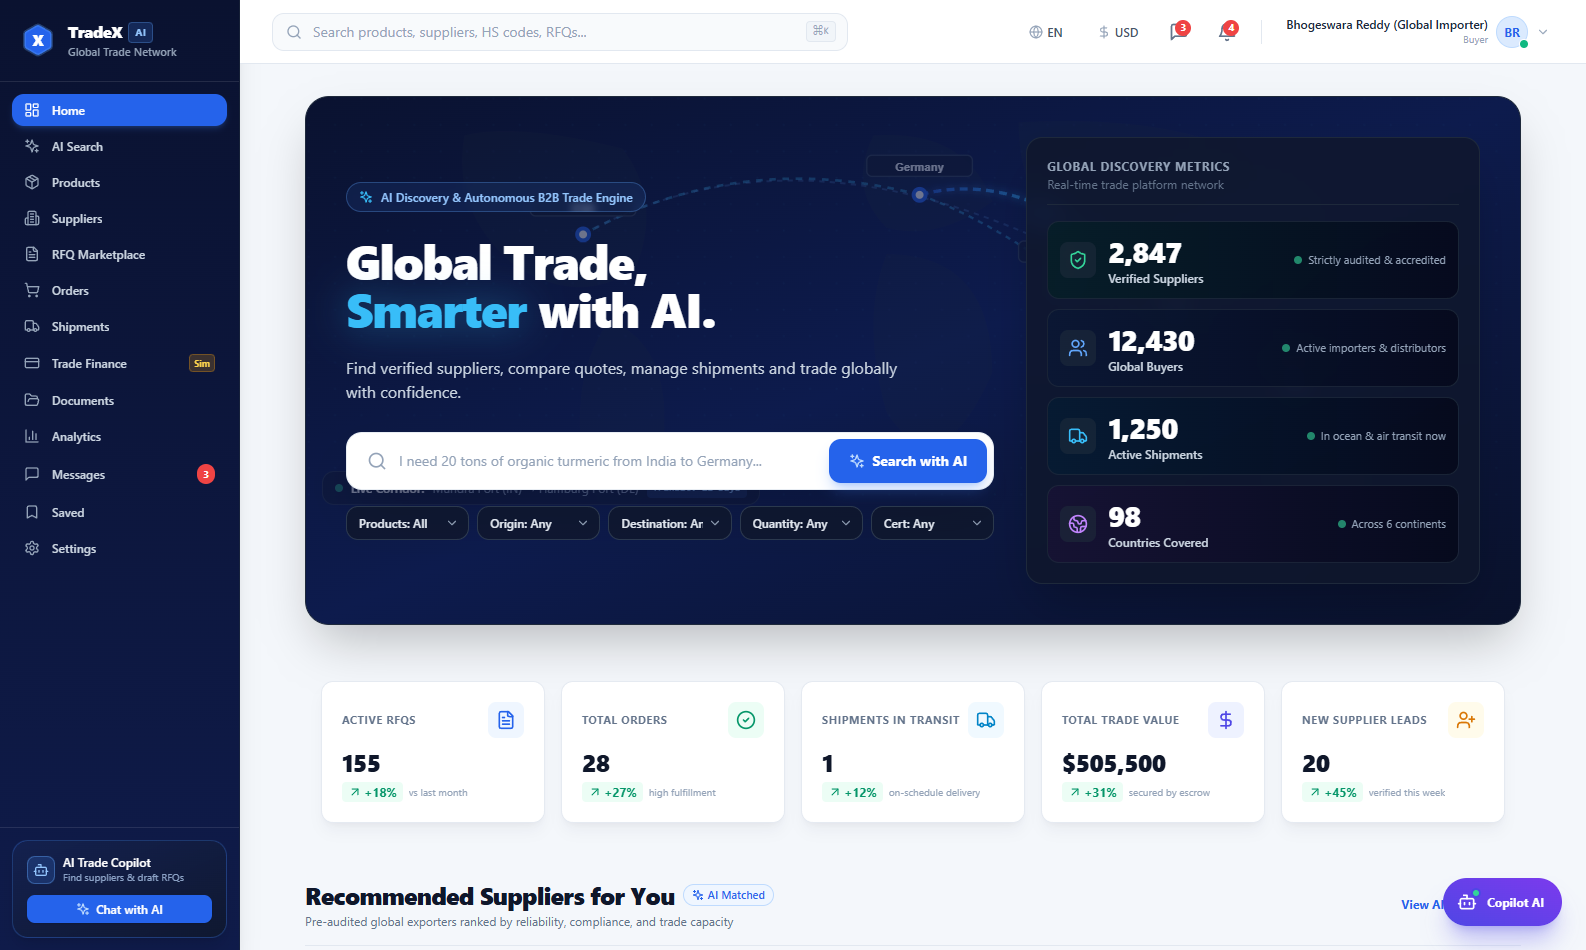 TradeX AI
Global Trade Network
Home
AI Search
Products
Suppliers
RFQ Marketplace
Orders
Shipments
Trade Finance Sim
Documents
Analytics
Messages 3
Saved
Settings
AI Trade Copilot
Find suppliers & draft RFQs
Chat with AI
Search products, suppliers, HS codes, RFQs... ⌘K
EN
$ USD
3
4
Bhogeswara Reddy (Global Importer)
Buyer
BR
Germany
AI Discovery & Autonomous B2B Trade Engine
Global Trade,
Smarter with AI.
Find verified suppliers, compare quotes, manage shipments and trade globally
with confidence.
I need 20 tons of organic turmeric from India to Germany...
Search with AI
Live Corridor:
Products: All
Origin: Any
Destination: Ar
Quantity: Any
Cert: Any
GLOBAL DISCOVERY METRICS
Real-time trade platform network
2,847
Verified Suppliers
Strictly audited & accredited
12,430
Global Buyers
Active importers & distributors
1,250
Active Shipments
In ocean & air transit now
98
Countries Covered
Across 6 continents
ACTIVE RFQS
155
+18% vs last month
TOTAL ORDERS
28
+27% high fulfillment
SHIPMENTS IN TRANSIT
1
+12% on-schedule delivery
TOTAL TRADE VALUE
$505,500
+31% secured by escrow
NEW SUPPLIER LEADS
20
+45% verified this week
Recommended Suppliers for You
AI Matched
Pre-audited global exporters ranked by reliability, compliance, and trade capacity
View Al
Copilot AI